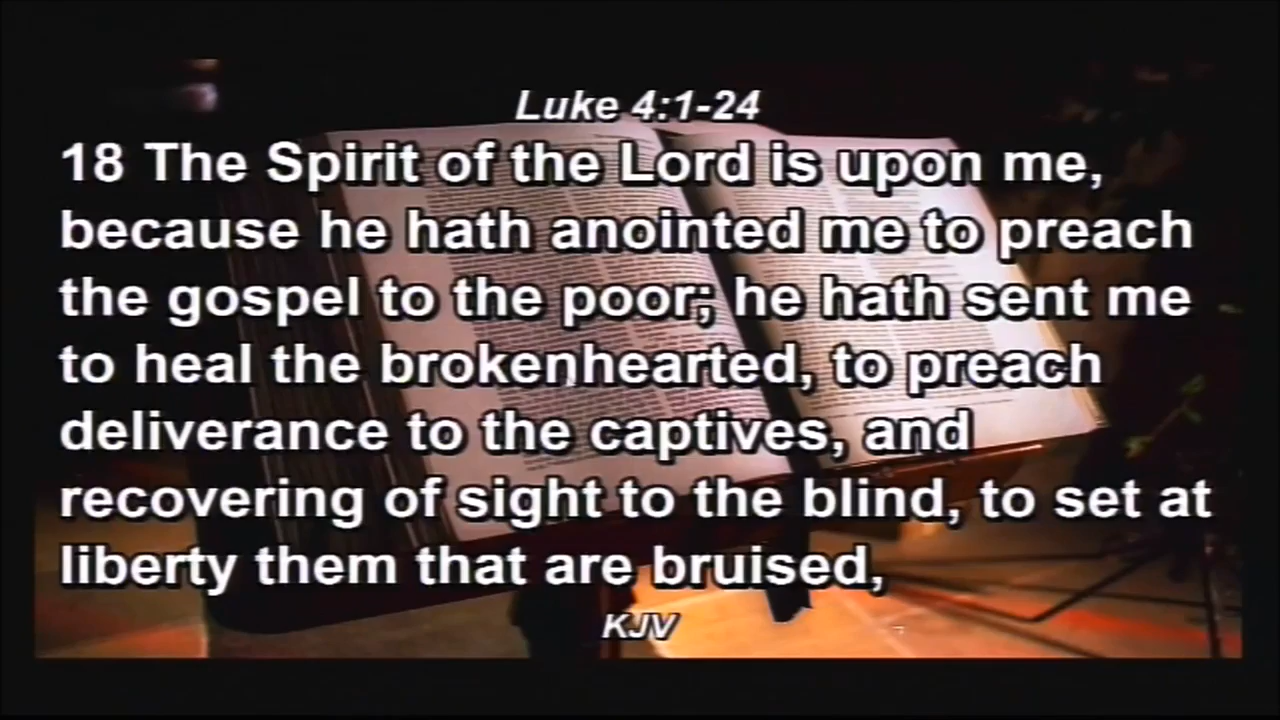 Luke 4:1-24
18 The Spirit of the Lord is upon me,
because he hath anointed me to preach
the gospel to the poor; he hath sent me
to heal the brokenhearted, to preach
deliverance to the captives, and
recovering of sight to the blind, to set at
liberty them that are bruised,
KJV